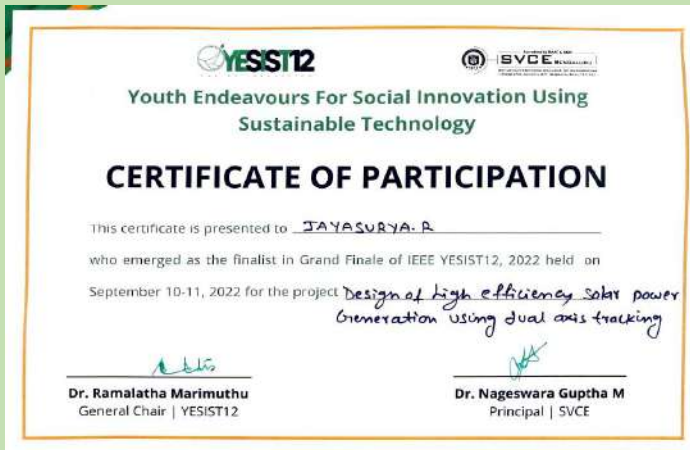 YESIST12
SVCE BENGALURU
Youth Endeavours For Social Innovation Using
Sustainable Technology
CERTIFICATE OF PARTICIPATION
This certificate is presented to JAYASURYA. R
who emerged as the finalist in Grand Finale of IEEE YESIST12, 2022 held on
September 10-11, 2022 for the project Design of high efficiency solar power
Generation using dual axis tracking
Dr. Ramalatha Marimuthu
General Chair | YESIST12
Dr. Nageswara Guptha M
Principal | SVCE